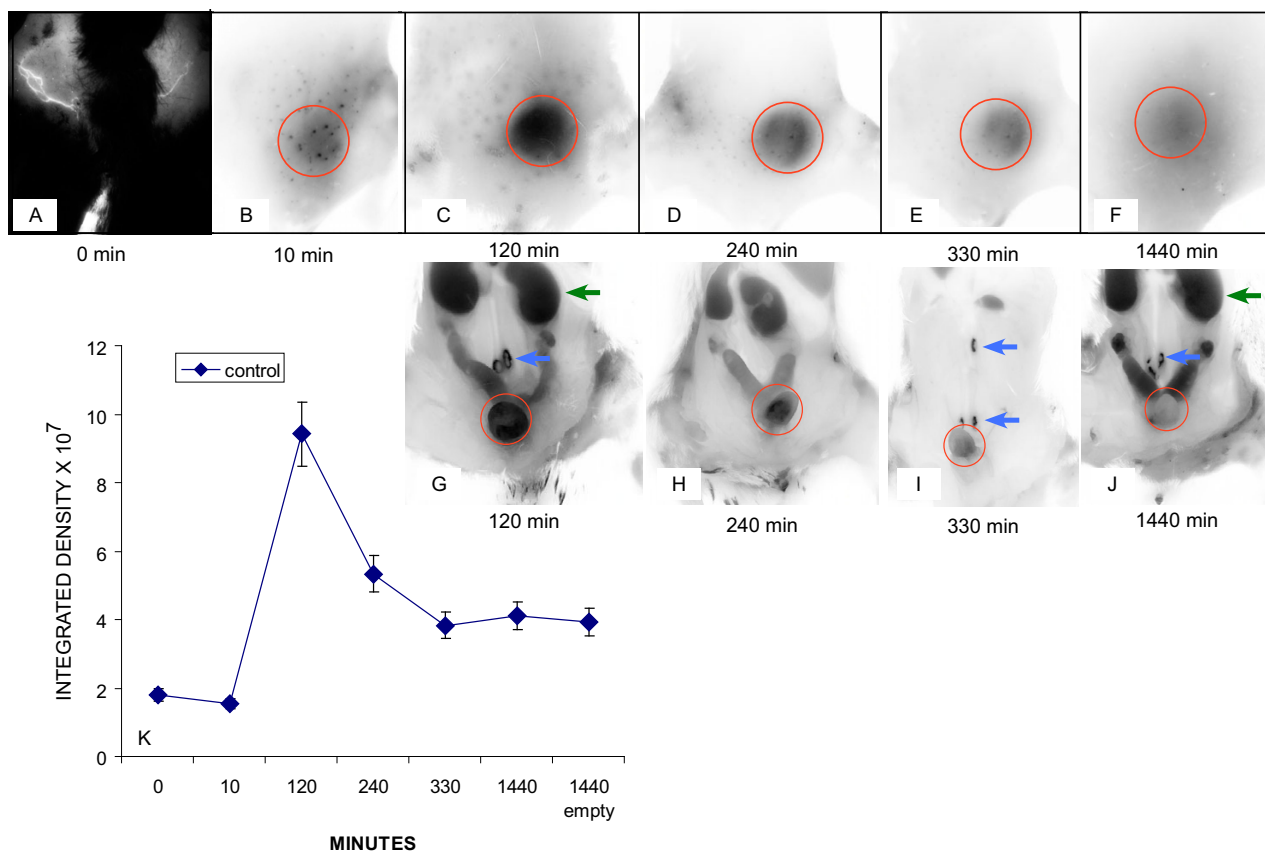 A
B
C
D
E
F
0 min
10 min
120 min
240 min
330 min
1440 min
G
H
I
J
120 min
240 min
330 min
1440 min
control
INTEGRATED DENSITY X 10⁷
12
10
8
6
4
2
0
K
0 10 120 240 330 1440 1440
empty
MINUTES